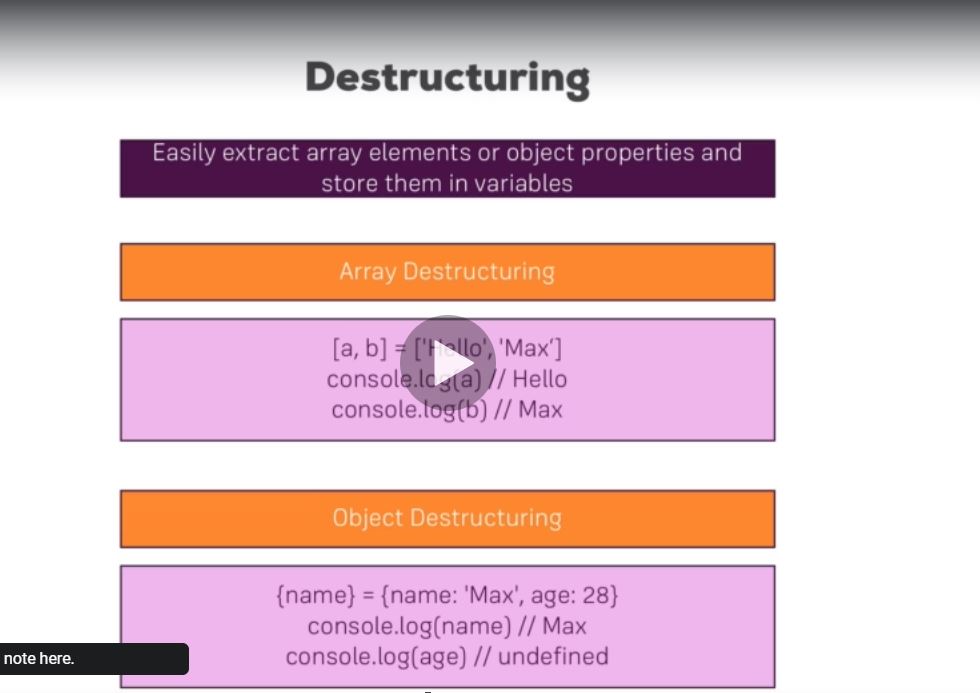 Destructuring
Easily extract array elements or object properties and
store them in variables
Array Destructuring
[a, b] = ['Hello', 'Max‘]
console.log(a) // Hello
console.log(b) // Max
Object Destructuring
{name} = {name: 'Max', age: 28}
console.log(name) // Max
console.log(age) // undefined
note here.